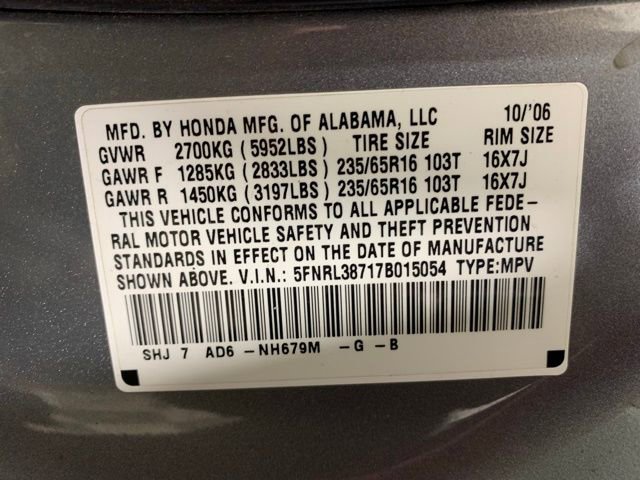 MFD. BY HONDA MFG. OF ALABAMA, LLC 10/'06
GVWR 2700KG (5952LBS) TIRE SIZE RIM SIZE
GAWR F 1285KG (2833LBS) 235/65R16 103T 16X7J
GAWR R 1450KG (3197LBS) 235/65R16 103T 16X7J
THIS VEHICLE CONFORMS TO ALL APPLICABLE FEDE-
RAL MOTOR VEHICLE SAFETY AND THEFT PREVENTION
STANDARDS IN EFFECT ON THE DATE OF MANUFACTURE
SHOWN ABOVE. V.I.N.: 5FNRL38717B015054 TYPE:MPV
SHJ 7 AD6 -NH679M -G -B